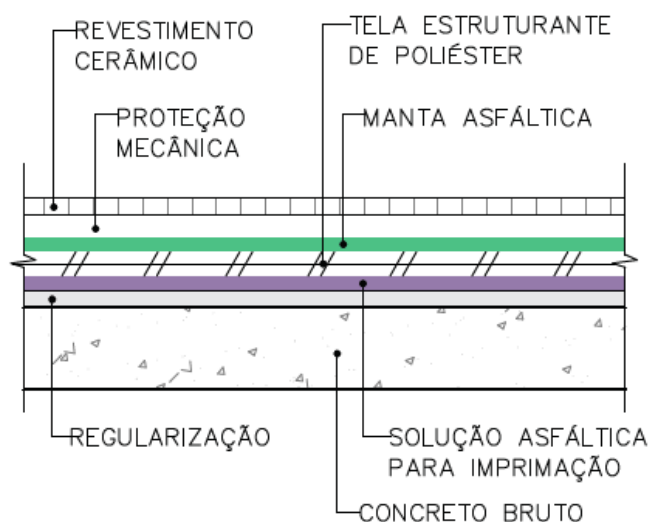 REVESTIMENTO
CERÂMICO
TELA ESTRUTURANTE
DE POLIÉSTER
PROTEÇÃO
MECÂNICA
MANTA ASFÁLTICA
REGULARIZAÇÃO
SOLUÇÃO ASFÁLTICA
PARA IMPRIMAÇÃO
CONCRETO BRUTO